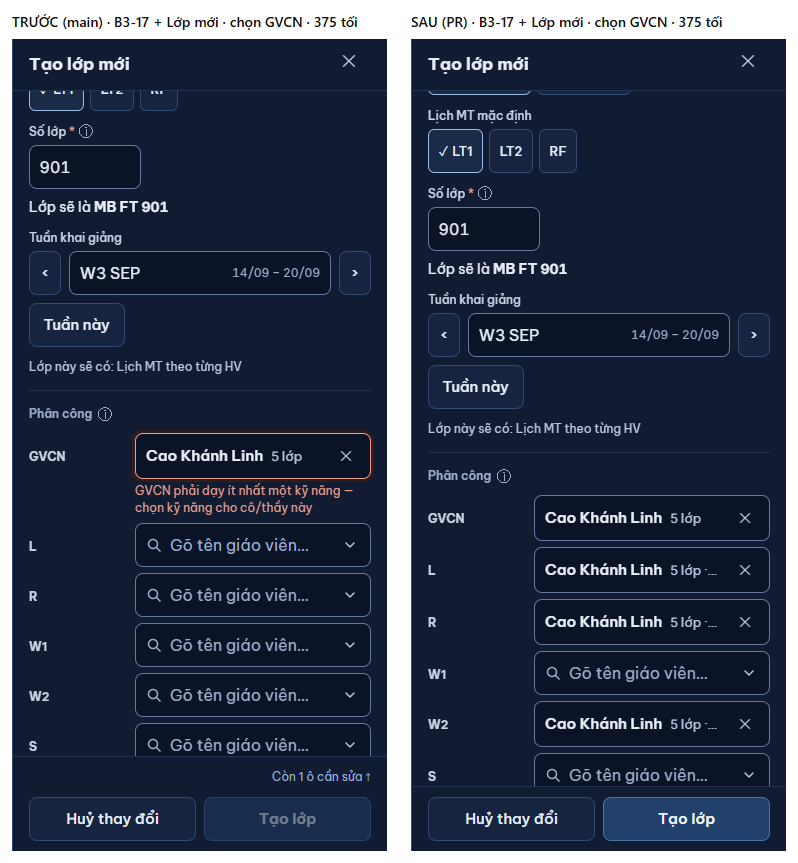 TRƯỚC (main) · B3-17 + Lớp mới · chọn GVCN · 375 tối
Tạo lớp mới
✓ LT1 LT2 RF
Số lớp * ⓘ
901
Lớp sẽ là MB FT 901
Tuần khai giảng
‹ W3 SEP 14/09 – 20/09 ›
Tuần này
Lớp này sẽ có: Lịch MT theo từng HV
Phân công ⓘ
GVCN Cao Khánh Linh 5 lớp
GVCN phải dạy ít nhất một kỹ năng —
chọn kỹ năng cho cô/thầy này
L Gõ tên giáo viên...
R Gõ tên giáo viên...
W1 Gõ tên giáo viên...
W2 Gõ tên giáo viên...
S Gõ tên giáo viên...
Còn 1 ô cần sửa ↑
Huỷ thay đổi Tạo lớp
SAU (PR) · B3-17 + Lớp mới · chọn GVCN · 375 tối
Tạo lớp mới
Lịch MT mặc định
✓ LT1 LT2 RF
Số lớp * ⓘ
901
Lớp sẽ là MB FT 901
Tuần khai giảng
‹ W3 SEP 14/09 – 20/09 ›
Tuần này
Lớp này sẽ có: Lịch MT theo từng HV
Phân công ⓘ
GVCN Cao Khánh Linh 5 lớp
L Cao Khánh Linh 5 lớp ·...
R Cao Khánh Linh 5 lớp ·...
W1 Gõ tên giáo viên...
W2 Cao Khánh Linh 5 lớp ·...
S Gõ tên giáo viên...
Huỷ thay đổi Tạo lớp